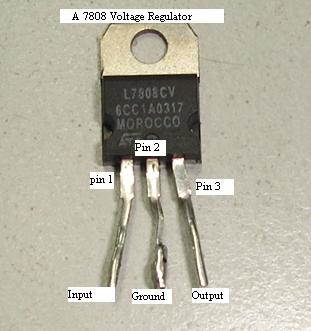 A 7808 Voltage Regulator
L7808CV
6CC1A0317
MOROCCO
Pin 2
pin 1
Pin 3
Input
Ground
Output